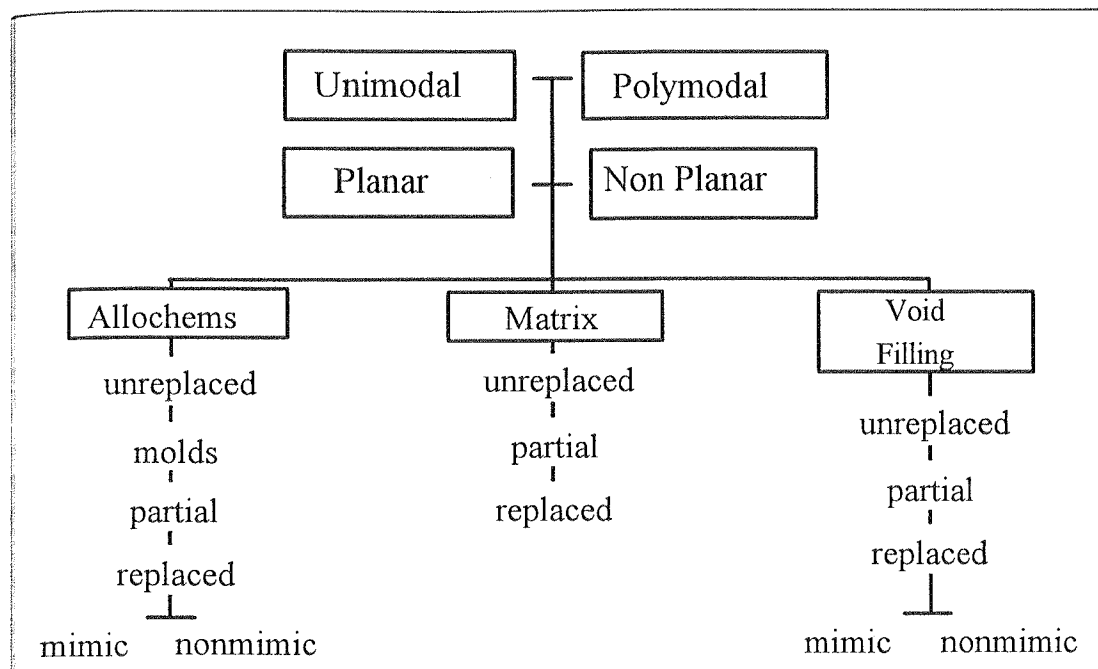 Unimodal
Polymodal
Planar
Non Planar
Allochems
unreplaced
molds
partial
replaced
mimic nonmimic
Matrix
unreplaced
partial
replaced
Void
Filling
unreplaced
partial
replaced
mimic nonmimic